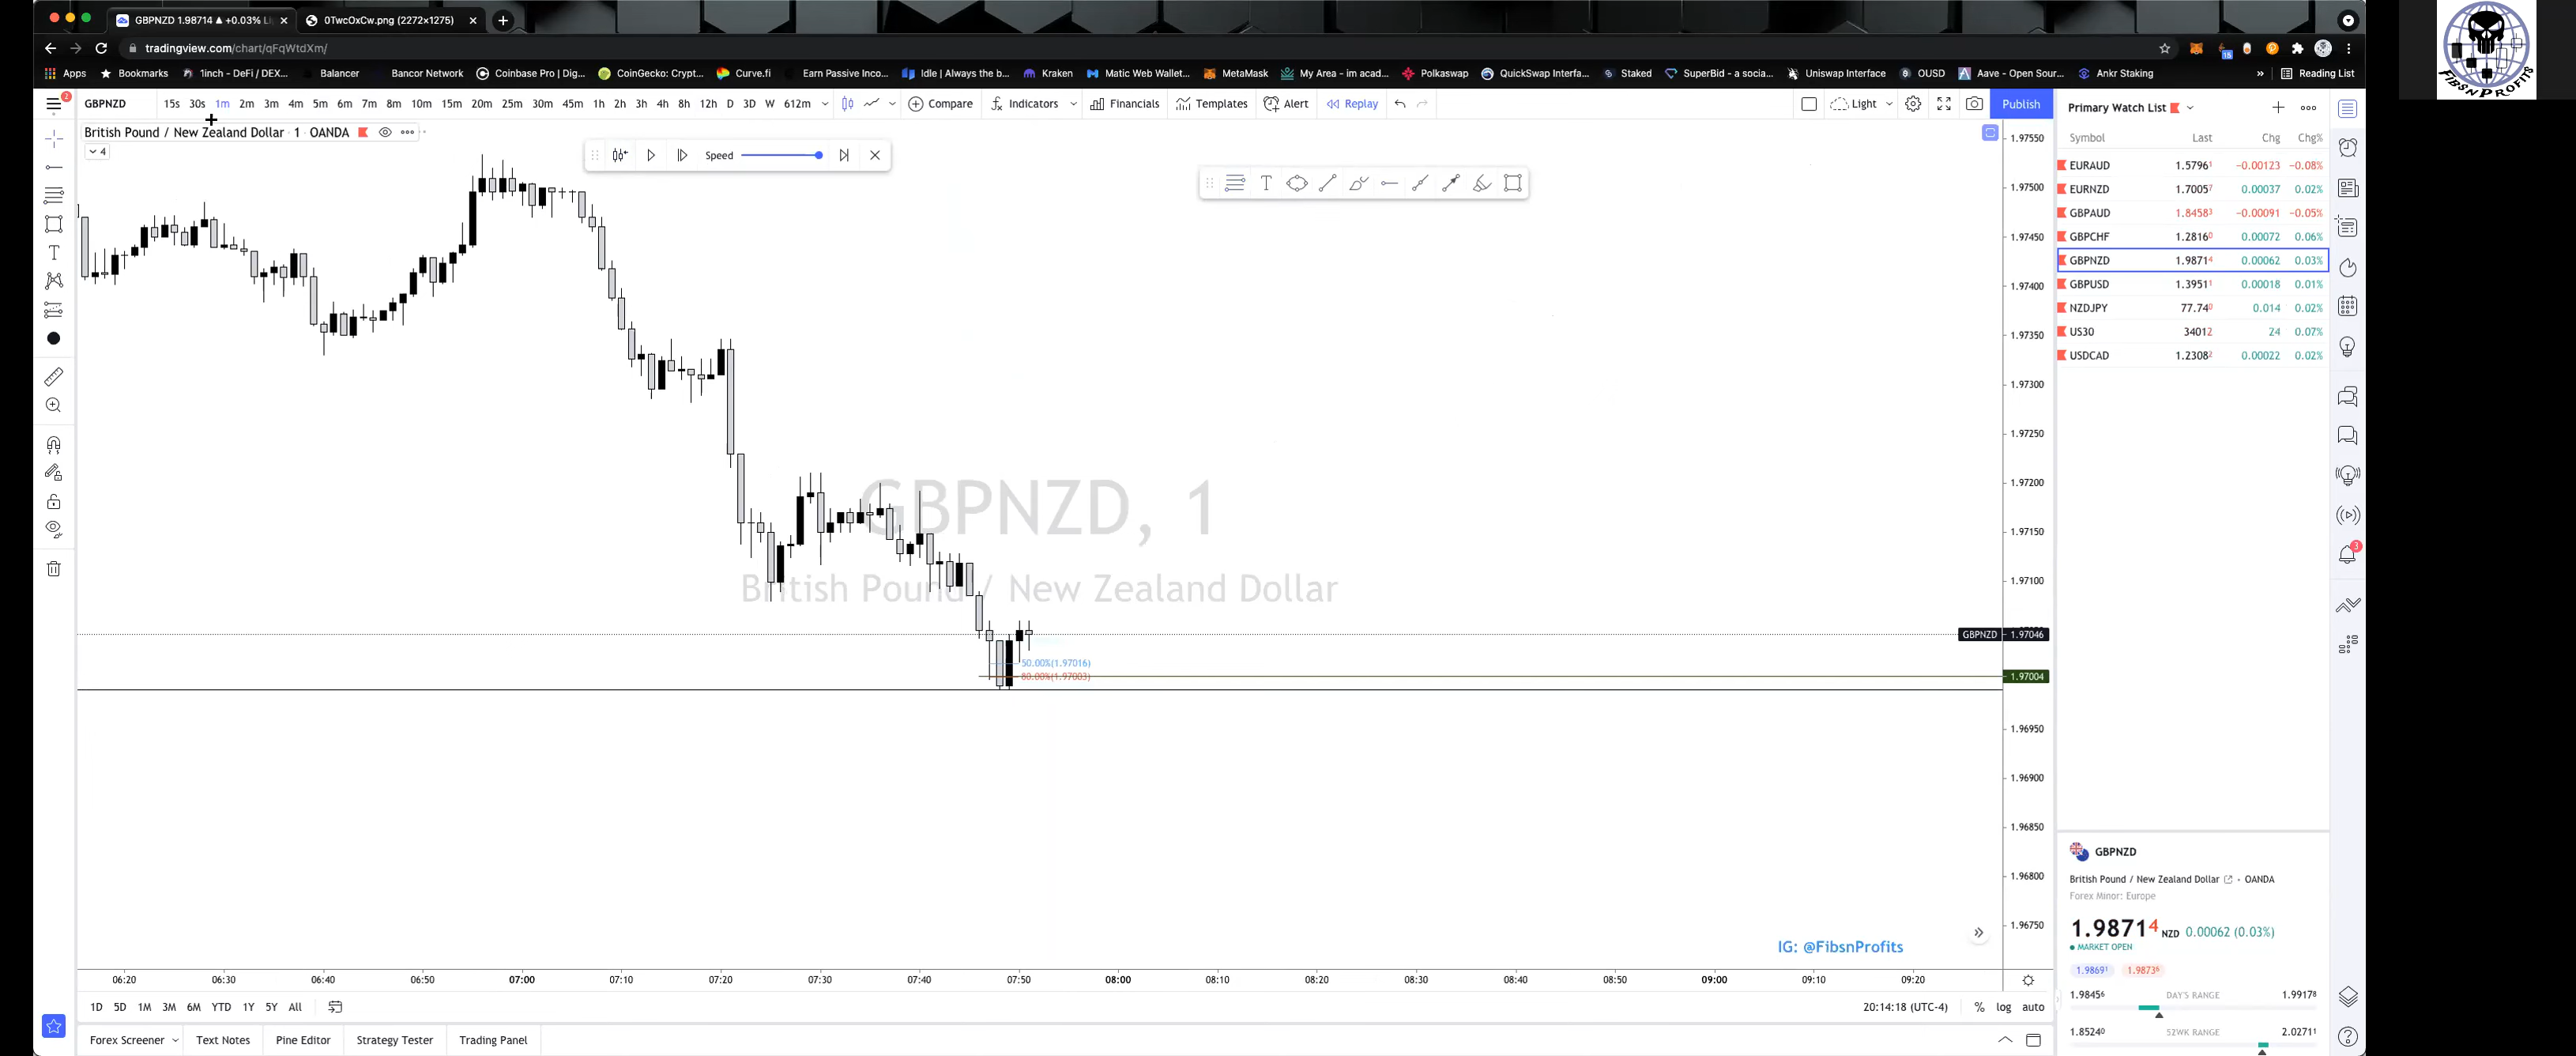 GBPNZD 1.98714 ▲ +0.03%
0TwcOxCw.png (2272×1275)
tradingview.com/chart/qFqWtdXm/
15
Apps Bookmarks 1inch - DeFi / DEX... Balancer Bancor Network Coinbase Pro | Dig... CoinGecko: Crypt... Curve.fi Earn Passive Inco... Idle | Always the b... Kraken Matic Web Wallet... MetaMask My Area - im acad... Polkaswap QuickSwap Interfa... Staked SuperBid - a socia... Uniswap Interface OUSD Aave - Open Sour... Ankr Staking » Reading List
FIBSNPROFITS
2
GBPNZD 15s 30s 1m 2m 3m 4m 5m 6m 7m 8m 10m 15m 20m 25m 30m 45m 1h 2h 3h 4h 8h 12h D 3D W 612m Compare Indicators Financials Templates Alert Replay Light Publish
British Pound / New Zealand Dollar 1 OANDA
4
Speed
GBPNZD, 1
British Pound / New Zealand Dollar
50.00%(1.97016)
80.00%(1.97003)
1.97550
1.97500
1.97450
1.97400
1.97350
1.97300
1.97250
1.97200
1.97150
1.97100
GBPNZD 1.97046
1.97004
1.96950
1.96900
1.96850
1.96800
1.96750
IG: @FibsnProfits
06:20 06:30 06:40 06:50 07:00 07:10 07:20 07:30 07:40 07:50 08:00 08:10 08:20 08:30 08:40 08:50 09:00 09:10 09:20
1D 5D 1M 3M 6M YTD 1Y 5Y All 20:14:18 (UTC-4) % log auto
Forex Screener Text Notes Pine Editor Strategy Tester Trading Panel
Primary Watch List
Symbol Last Chg Chg%
EURAUD 1.57961 −0.00123 −0.08%
EURNZD 1.70057 0.00037 0.02%
GBPAUD 1.84583 −0.00091 −0.05%
GBPCHF 1.28160 0.00072 0.06%
GBPNZD 1.98714 0.00062 0.03%
GBPUSD 1.39511 0.00018 0.01%
NZDJPY 77.740 0.014 0.02%
US30 34012 24 0.07%
USDCAD 1.23082 0.00022 0.02%
3
GBPNZD
British Pound / New Zealand Dollar • OANDA
Forex Minor: Europe
1.98714 NZD 0.00062 (0.03%)
• MARKET OPEN
1.98691 1.98736
1.98456 DAY'S RANGE 1.99178
1.85240 52WK RANGE 2.02711